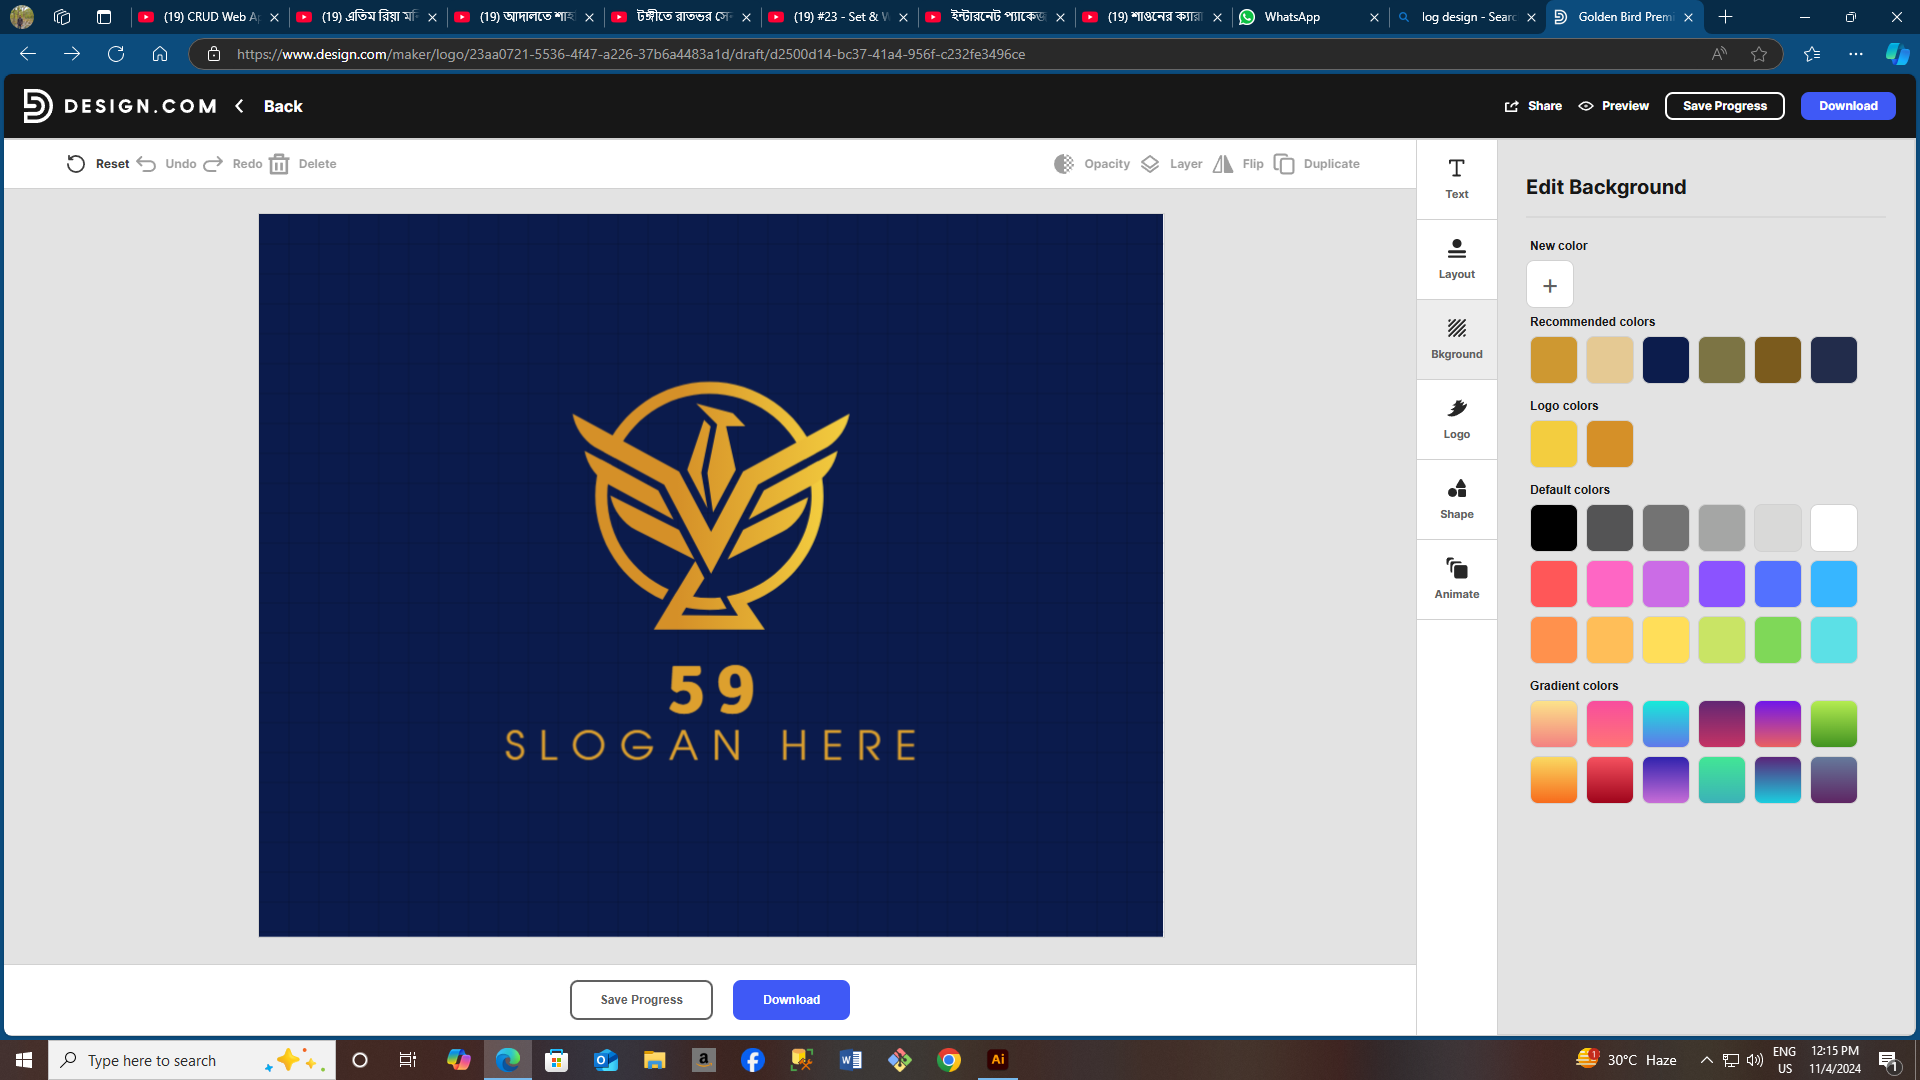 (19) CRUD Web Ap
(19) এতিম রিয়া মনি
(19) আদালতে শাহ
টঙ্গীতে রাতভর সে
(19) #23 - Set & W
ইন্টারনেট প্যাকেজ
(19) শাওনের ক্যারা
WhatsApp
log design - Searc
Golden Bird Premi
https://www.design.com/maker/logo/23aa0721-5536-4f47-a226-37b6a4483a1d/draft/d2500d14-bc37-41a4-956f-c232fe3496ce
DESIGN.COM
Back
Share
Preview
Save Progress
Download
Reset
Undo
Redo
Delete
Opacity
Layer
Flip
Duplicate
Text
Layout
Bkground
Logo
Shape
Animate
Edit Background
New color
Recommended colors
Logo colors
Default colors
Gradient colors
59
SLOGAN HERE
Save Progress
Download
Type here to search
30°C Haze
ENG
US
12:15 PM
11/4/2024